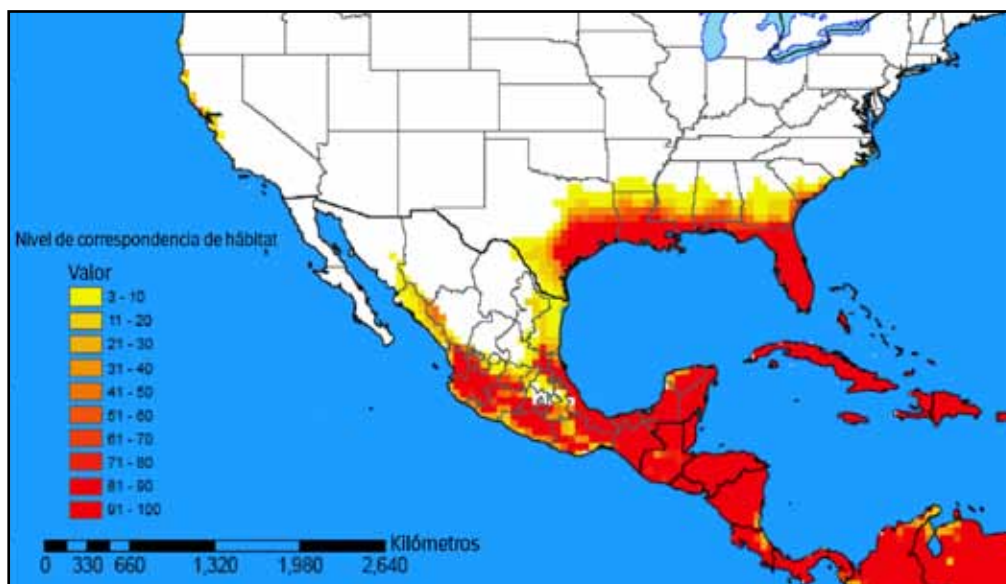 Nivel de correspondencia de hábitat
Valor
3 - 10
11 - 20
21 - 30
31 - 40
41 - 50
51 - 60
61 - 70
71 - 80
81 - 90
91 - 100
Kilómetros
0 330 660 1,320 1,980 2,640